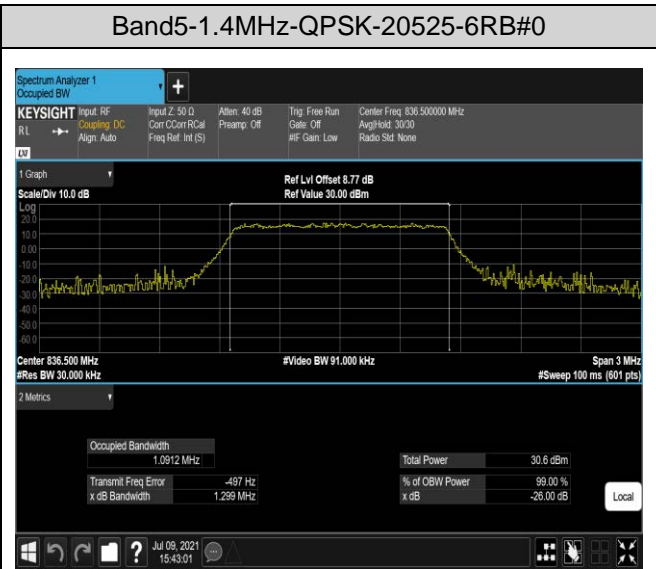 Band5-1.4MHz-QPSK-20525-6RB#0
Spectrum Analyzer 1
Occupied BW
+
KEYSIGHT Input: RF Input Z: 50 Ω Atten: 40 dB Trig: Free Run Center Freq: 836.500000 MHz
RL Coupling: DC Corr CCorr RCal Preamp: Off Gate: Off Avg|Hold: 30/30
Align: Auto Freq Ref: Int (S) #IF Gain: Low Radio Std: None
LXI
1 Graph
Ref Lvl Offset 8.77 dB
Scale/Div 10.0 dB Ref Value 30.00 dBm
Log
20.0
10.0
0.00
-10.0
-20.0
-30.0
-40.0
-50.0
-60.0
Center 836.500 MHz #Video BW 91.000 kHz Span 3 MHz
#Res BW 30.000 kHz #Sweep 100 ms (601 pts)
2 Metrics
Occupied Bandwidth
1.0912 MHz Total Power 30.6 dBm
Transmit Freq Error -497 Hz % of OBW Power 99.00 %
x dB Bandwidth 1.299 MHz x dB -26.00 dB
Local
?
Jul 09, 2021
15:43:01